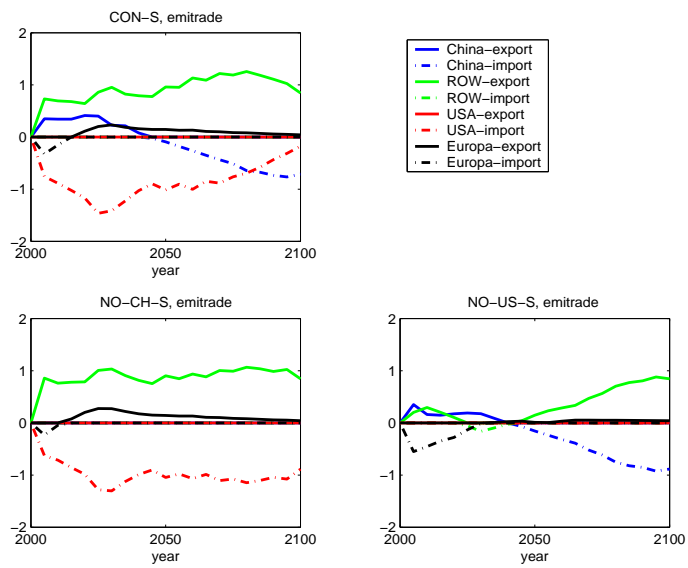 CON−S, emitrade
2
1
0
−1
−2
2000
2050
2100
year
China−export
China−import
ROW−export
ROW−import
USA−export
USA−import
Europa−export
Europa−import
NO−CH−S, emitrade
2
1
0
−1
−2
2000
2050
2100
year
NO−US−S, emitrade
2
1
0
−1
−2
2000
2050
2100
year